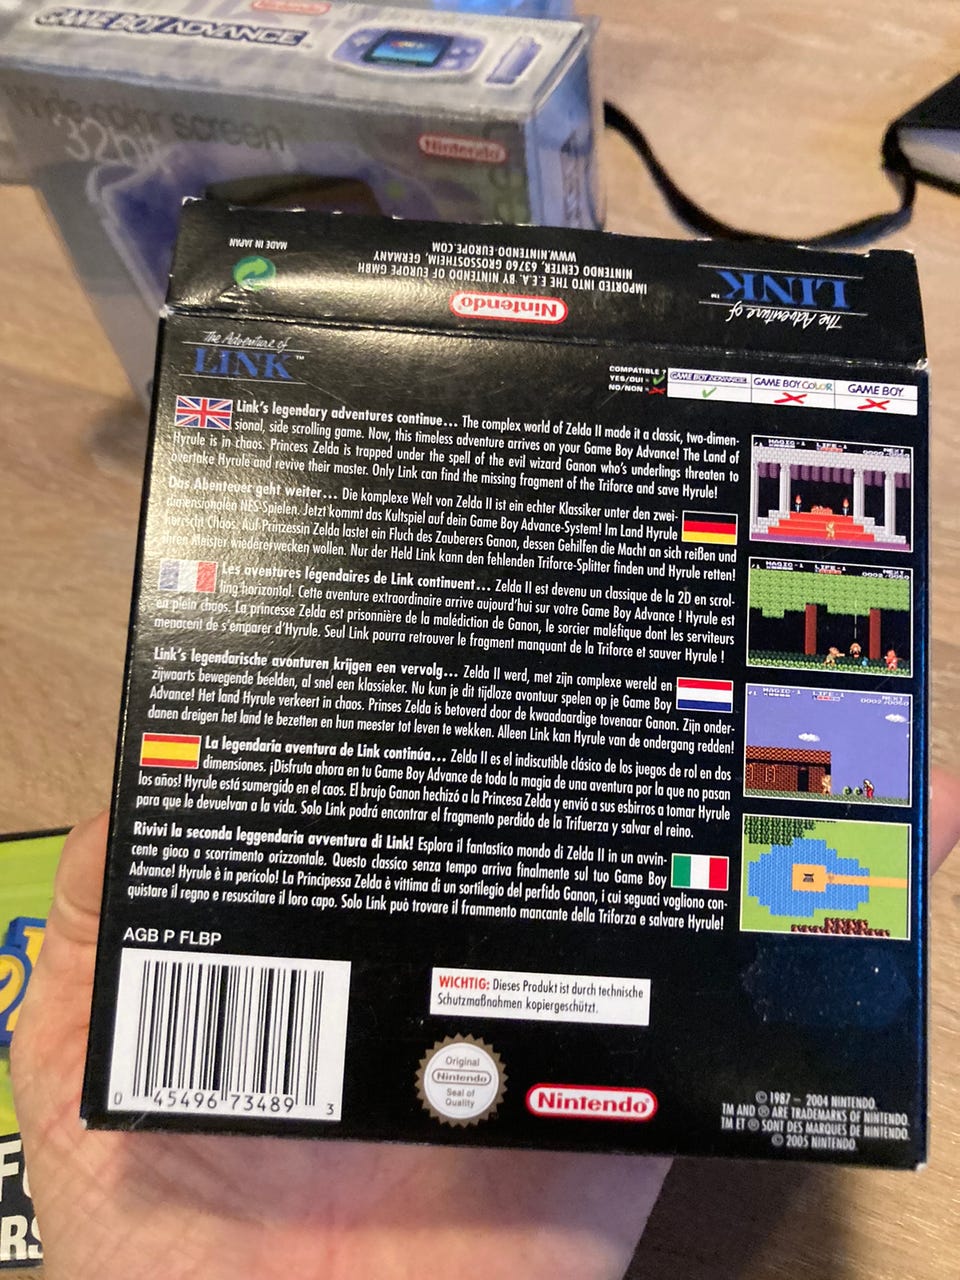 GAME BOY ADVANCE
Wide color screen
32bit
Nintendo
MADE IN JAPAN
IMPORTED INTO THE E.E.A. BY NINTENDO OF EUROPE GMBH
NINTENDO CENTER, 63760 GROSSOSTHEIM, GERMANY
WWW.NINTENDO-EUROPE.COM
Nintendo
The Adventure of
LINK™
The Adventure of
LINK™
COMPATIBLE ?
YES/OUI =
NO/NON =
GAME BOY ADVANCE
GAME BOY COLOR
GAME BOY
Link's legendary adventures continue... The complex world of Zelda II made it a classic, two-dimen-
sional, side scrolling game. Now, this timeless adventure arrives on your Game Boy Advance! The Land of
Hyrule is in chaos. Princess Zelda is trapped under the spell of the evil wizard Ganon who's underlings threaten to
overtake Hyrule and revive their master. Only Link can find the missing fragment of the Triforce and save Hyrule!
Das Abenteuer geht weiter... Die komplexe Welt von Zelda II ist ein echter Klassiker unter den zwei-
dimensionalen NES-Spielen. Jetzt kommt das Kultspiel auf dein Game Boy Advance-System! Im Land Hyrule
herrscht Chaos. Auf Prinzessin Zelda lastet ein Fluch des Zauberers Ganon, dessen Gehilfen die Macht an sich reißen und
ihren Meister wiedererwecken wollen. Nur der Held Link kann den fehlenden Triforce-Splitter finden und Hyrule retten!
Les aventures légendaires de Link continuent... Zelda II est devenu un classique de la 2D en scrol-
ling horizontal. Cette aventure extraordinaire arrive aujourd'hui sur votre Game Boy Advance ! Hyrule est
en plein chaos. La princesse Zelda est prisonnière de la malédiction de Ganon, le sorcier maléfique dont les serviteurs
menacent de s'emparer d'Hyrule. Seul Link pourra retrouver le fragment manquant de la Triforce et sauver Hyrule !
Link's legendarische avonturen krijgen een vervolg... Zelda II werd, met zijn complexe wereld en
zijwaarts bewegende beelden, al snel een klassieker. Nu kun je dit tijdloze avontuur spelen op je Game Boy
Advance! Het land Hyrule verkeert in chaos. Prinses Zelda is betoverd door de kwaadaardige tovenaar Ganon. Zijn onder-
danen dreigen het land te bezetten en hun meester tot leven te wekken. Alleen Link kan Hyrule van de ondergang redden!
La legendaria aventura de Link continúa... Zelda II es el indiscutible clásico de los juegos de rol en dos
dimensiones. ¡Disfruta ahora en tu Game Boy Advance de toda la magia de una aventura por la que no pasan
los años! Hyrule está sumergido en el caos. El brujo Ganon hechizó a la Princesa Zelda y envió a sus esbirros a tomar Hyrule
para que le devuelvan a la vida. Solo Link podrá encontrar el fragmento perdido de la Trifuerza y salvar el reino.
Rivivi la seconda leggendaria avventura di Link! Esplora il fantastico mondo di Zelda II in un avvin-
cente gioco a scorrimento orizzontale. Questo classico senza tempo arriva finalmente sul tuo Game Boy
Advance! Hyrule è in pericolo! La Principessa Zelda è vittima di un sortilegio del perfido Ganon, i cui seguaci vogliono con-
quistare il regno e resuscitare il loro capo. Solo Link può trovare il frammento mancante della Triforza e salvare Hyrule!
MAGIC-1 LIFE-1 NEXT
MAGIC-1 LIFE-1 NEXT
MAGIC-1 LIFE-1 NEXT
AGB P FLBP
0 45496 73489 3
WICHTIG: Dieses Produkt ist durch technische
Schutzmaßnahmen kopiergeschützt.
Original
Nintendo
Seal of
Quality
Nintendo
© 1987 – 2004 NINTENDO.
TM AND ® ARE TRADEMARKS OF NINTENDO.
TM ET ® SONT DES MARQUES DE NINTENDO.
© 2005 NINTENDO.